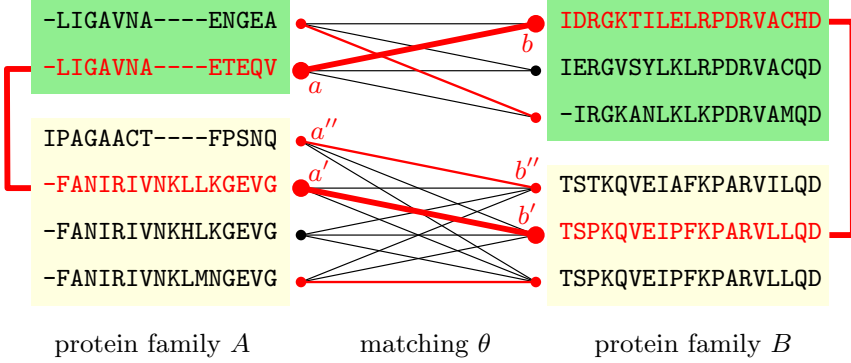 -LIGAVNA----ENGEA
-LIGAVNA----ETEQV
IPAGAACT----FPSNQ
-FANIRIVNKLLKGEVG
-FANIRIVNKHLKGEVG
-FANIRIVNKLMNGEVG
a
a''
a'
b
b''
b'
IDRGKTILELRPDRVACHD
IERGVSYLKLRPDRVACQD
-IRGKANLKLKPDRVAMQD
TSTKQVEIAFKPARVILQD
TSPKQVEIPFKPARVLLQD
TSPKQVEIPFKPARVLLQD
protein family A
matching θ
protein family B